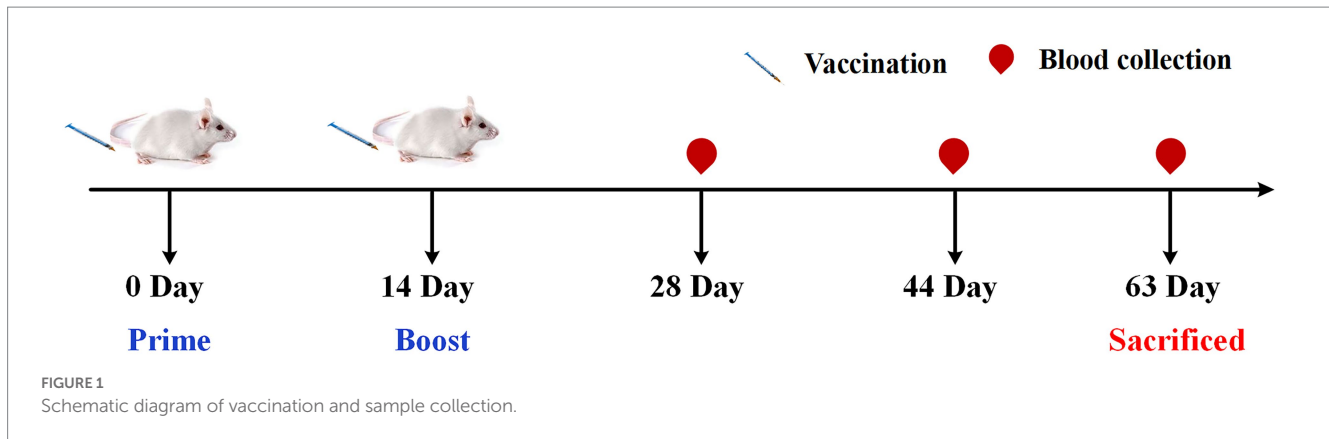 Vaccination Blood collection
0 Day 14 Day 28 Day 44 Day 63 Day
Prime Boost Sacrificed
FIGURE 1
Schematic diagram of vaccination and sample collection.